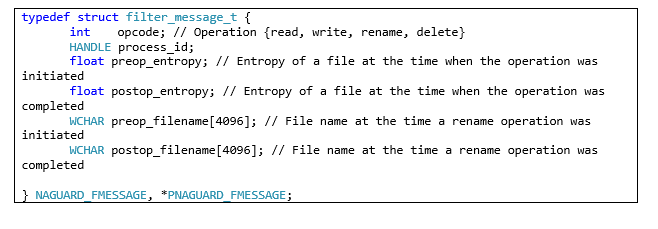 typedef struct filter_message_t {
int    opcode; // Operation {read, write, rename, delete}
HANDLE process_id;
float preop_entropy; // Entropy of a file at the time when the operation was
initiated
float postop_entropy; // Entropy of a file at the time when the operation was
completed
WCHAR preop_filename[4096]; // File name at the time a rename operation was
initiated
WCHAR postop_filename[4096]; // File name at the time a rename operation was
completed
} NAGUARD_FMESSAGE, *PNAGUARD_FMESSAGE;